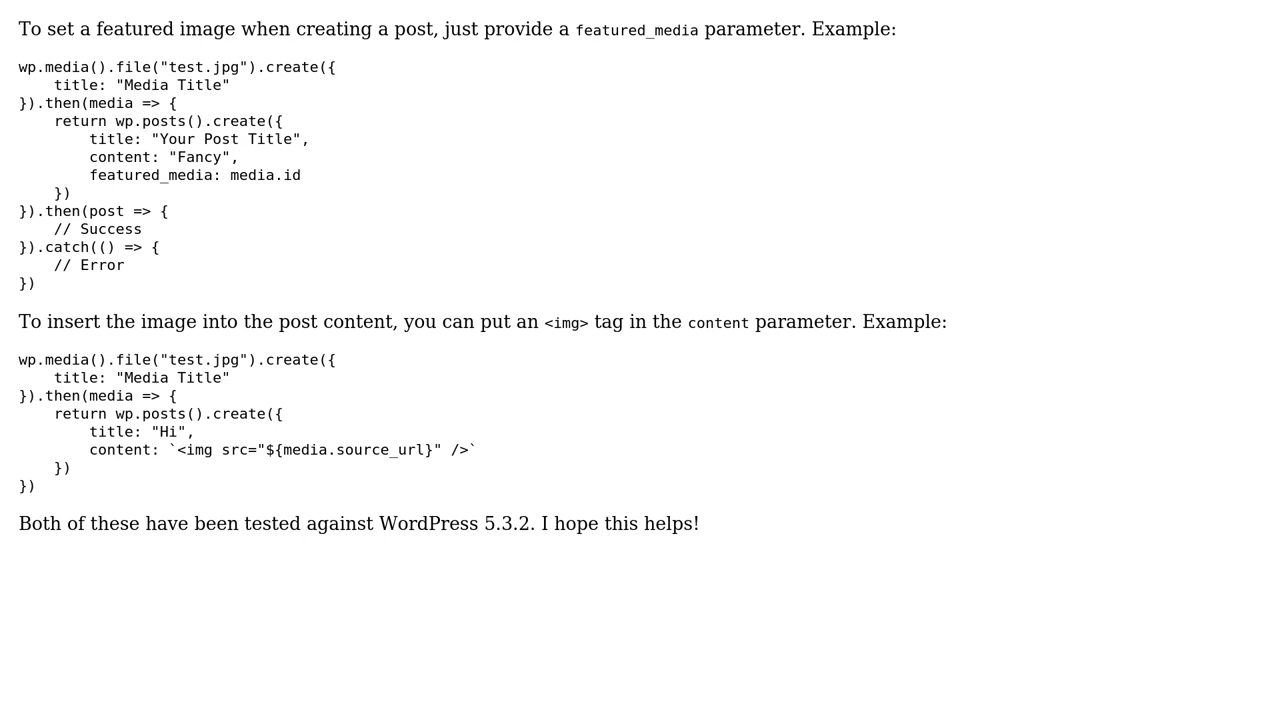 To set a featured image when creating a post, just provide a featured_media parameter. Example:
wp.media().file("test.jpg").create({
    title: "Media Title"
}).then(media => {
    return wp.posts().create({
        title: "Your Post Title",
        content: "Fancy",
        featured_media: media.id
    })
}).then(post => {
    // Success
}).catch(() => {
    // Error
})
To insert the image into the post content, you can put an <img> tag in the content parameter. Example:
wp.media().file("test.jpg").create({
    title: "Media Title"
}).then(media => {
    return wp.posts().create({
        title: "Hi",
        content: `<img src="${media.source_url}" />`
    })
})
Both of these have been tested against WordPress 5.3.2. I hope this helps!